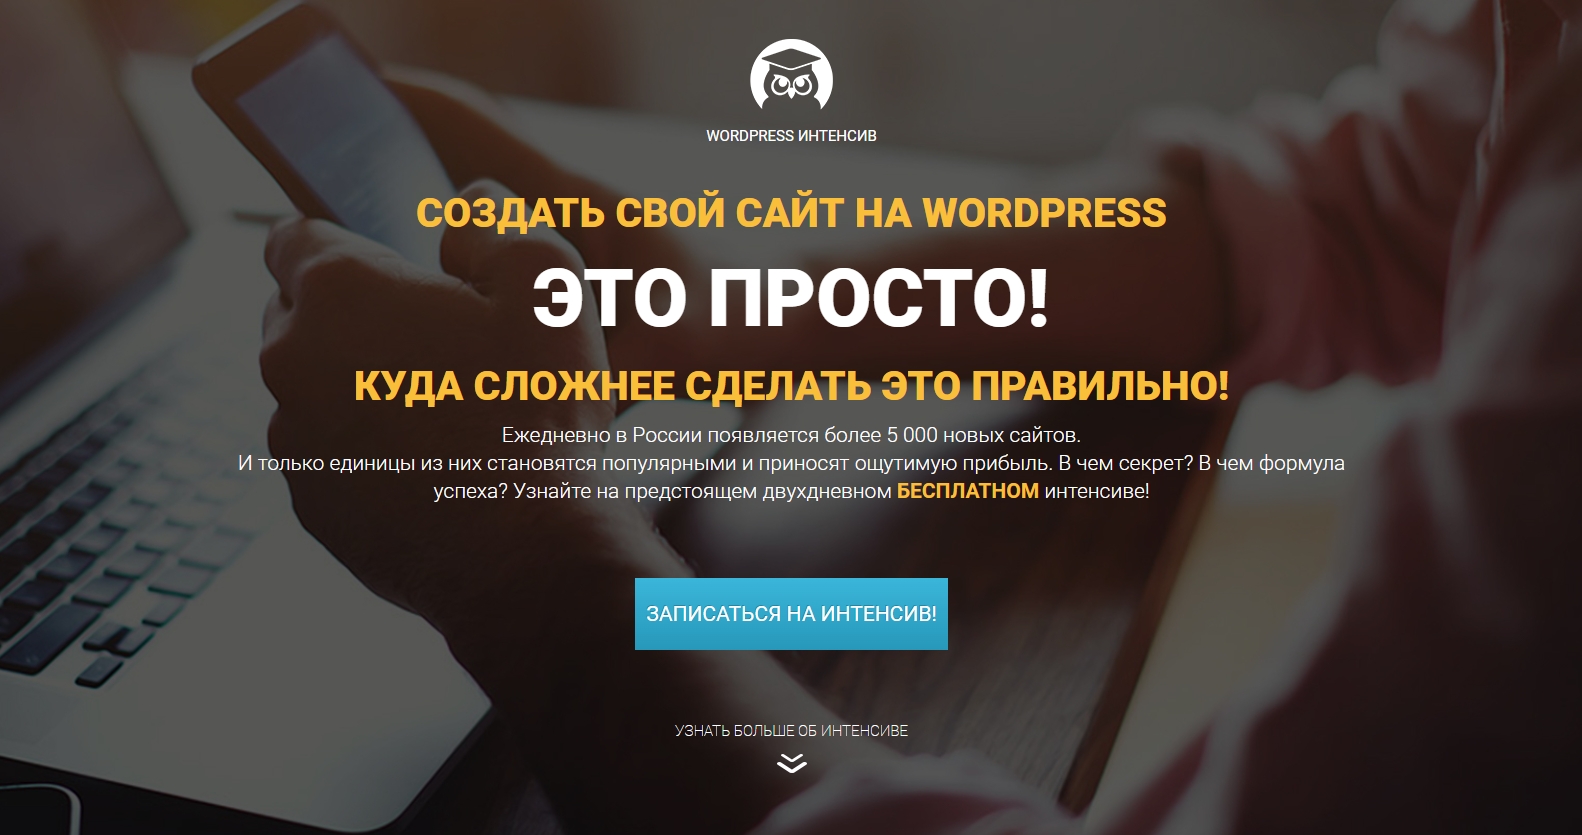 WORDPRESS ИНТЕНСИВ
СОЗДАТЬ СВОЙ САЙТ НА WORDPRESS
ЭТО ПРОСТО!
КУДА СЛОЖНЕЕ СДЕЛАТЬ ЭТО ПРАВИЛЬНО!
Ежедневно в России появляется более 5 000 новых сайтов.
И только единицы из них становятся популярными и приносят ощутимую прибыль. В чем секрет? В чем формула
успеха? Узнайте на предстоящем двухдневном БЕСПЛАТНОМ интенсиве!
ЗАПИСАТЬСЯ НА ИНТЕНСИВ!
УЗНАТЬ БОЛЬШЕ ОБ ИНТЕНСИВЕ